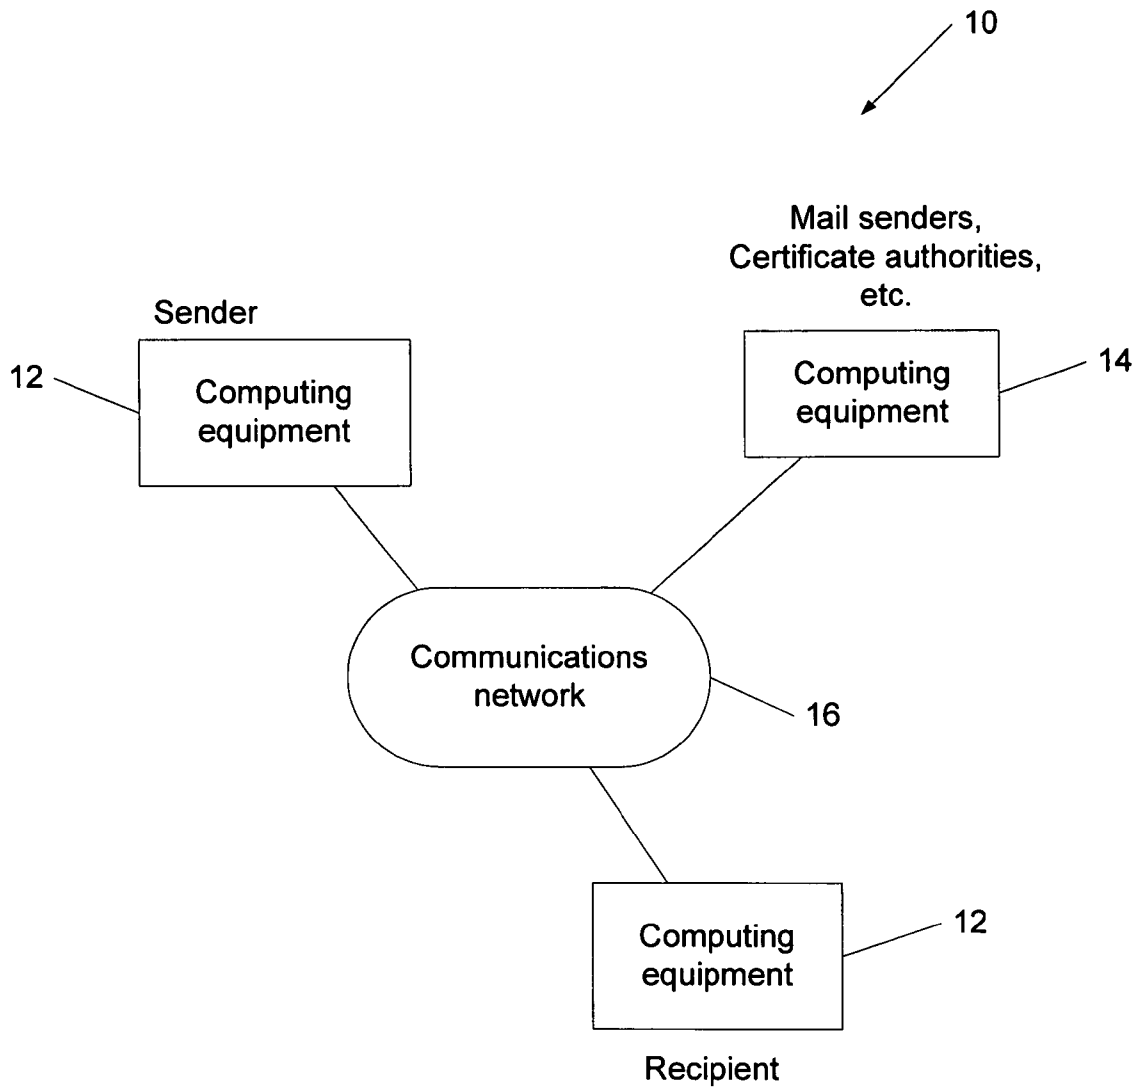 10
Mail senders,
Certificate authorities,
etc.
Sender
12
Computing
equipment
Computing
equipment
14
Communications
network
16
Computing
equipment
12
Recipient